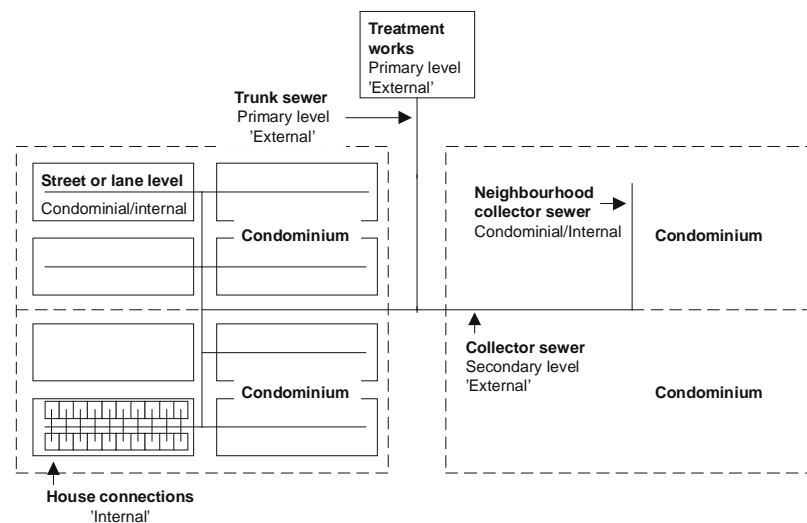 Treatment
works
Primary level
'External'
Trunk sewer
Primary level
'External'
Street or lane level
Condominial/internal
Condominium
Neighbourhood
collector sewer
Condominial/Internal
Condominium
Collector sewer
Secondary level
'External'
Condominium
Condominium
House connections
'Internal'